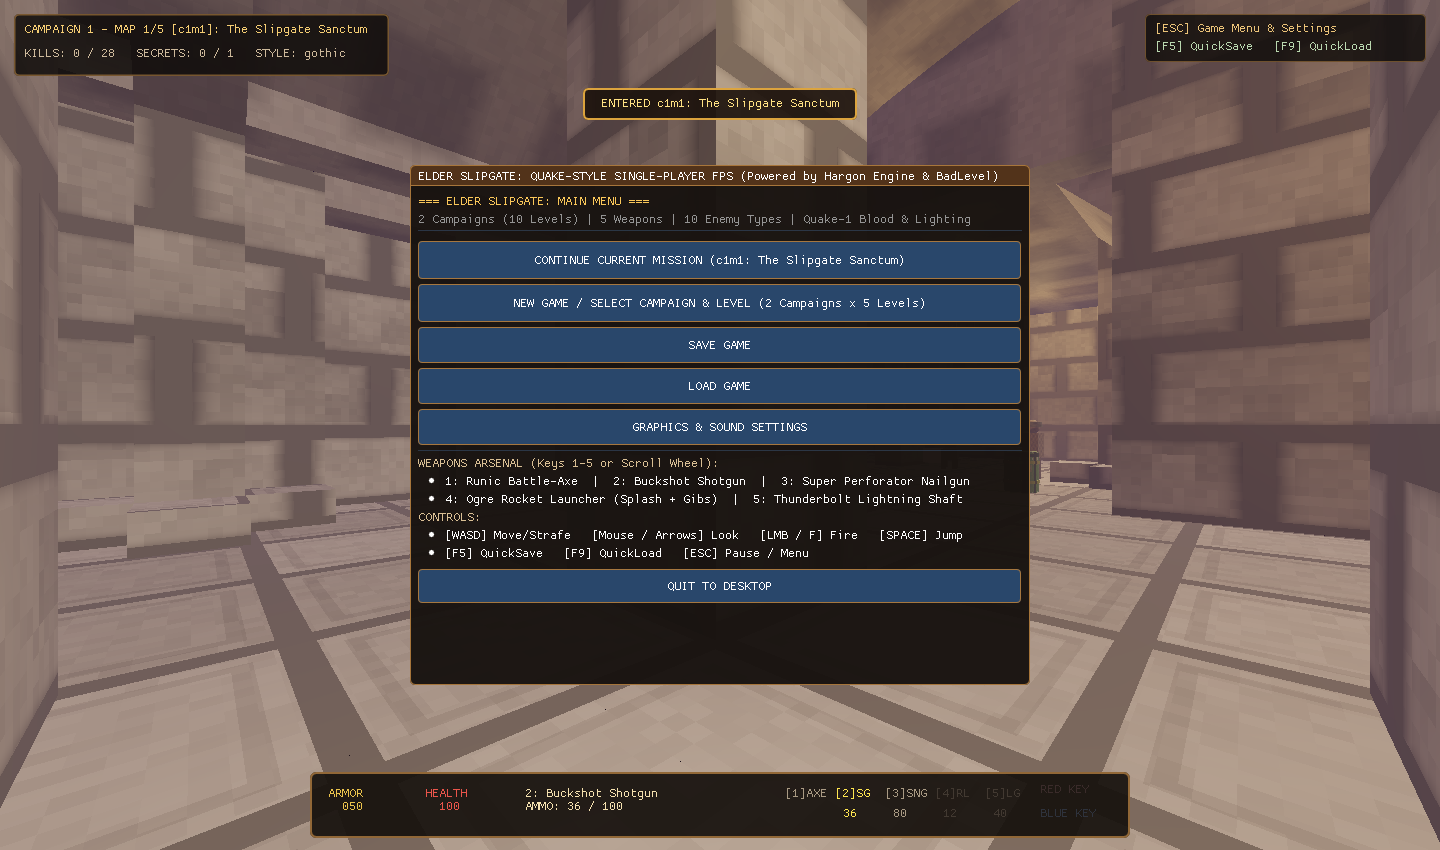 CAMPAIGN 1 - MAP 1/5 [c1m1]: The Slipgate Sanctum
KILLS: 0 / 28 SECRETS: 0 / 1 STYLE: gothic
[ESC] Game Menu & Settings
[F5] QuickSave [F9] QuickLoad
ENTERED c1m1: The Slipgate Sanctum
ELDER SLIPGATE: QUAKE-STYLE SINGLE-PLAYER FPS (Powered by Hargon Engine & BadLevel)
=== ELDER SLIPGATE: MAIN MENU ===
2 Campaigns (10 Levels) | 5 Weapons | 10 Enemy Types | Quake-1 Blood & Lighting
CONTINUE CURRENT MISSION (c1m1: The Slipgate Sanctum)
NEW GAME / SELECT CAMPAIGN & LEVEL (2 Campaigns x 5 Levels)
SAVE GAME
LOAD GAME
GRAPHICS & SOUND SETTINGS
WEAPONS ARSENAL (Keys 1-5 or Scroll Wheel):
• 1: Runic Battle-Axe | 2: Buckshot Shotgun | 3: Super Perforator Nailgun
• 4: Ogre Rocket Launcher (Splash + Gibs) | 5: Thunderbolt Lightning Shaft
CONTROLS:
• [WASD] Move/Strafe [Mouse / Arrows] Look [LMB / F] Fire [SPACE] Jump
• [F5] QuickSave [F9] QuickLoad [ESC] Pause / Menu
QUIT TO DESKTOP
ARMOR HEALTH 2: Buckshot Shotgun [1]AXE [2]SG [3]SNG [4]RL [5]LG RED KEY
050 100 AMMO: 36 / 100 36 80 12 40 BLUE KEY